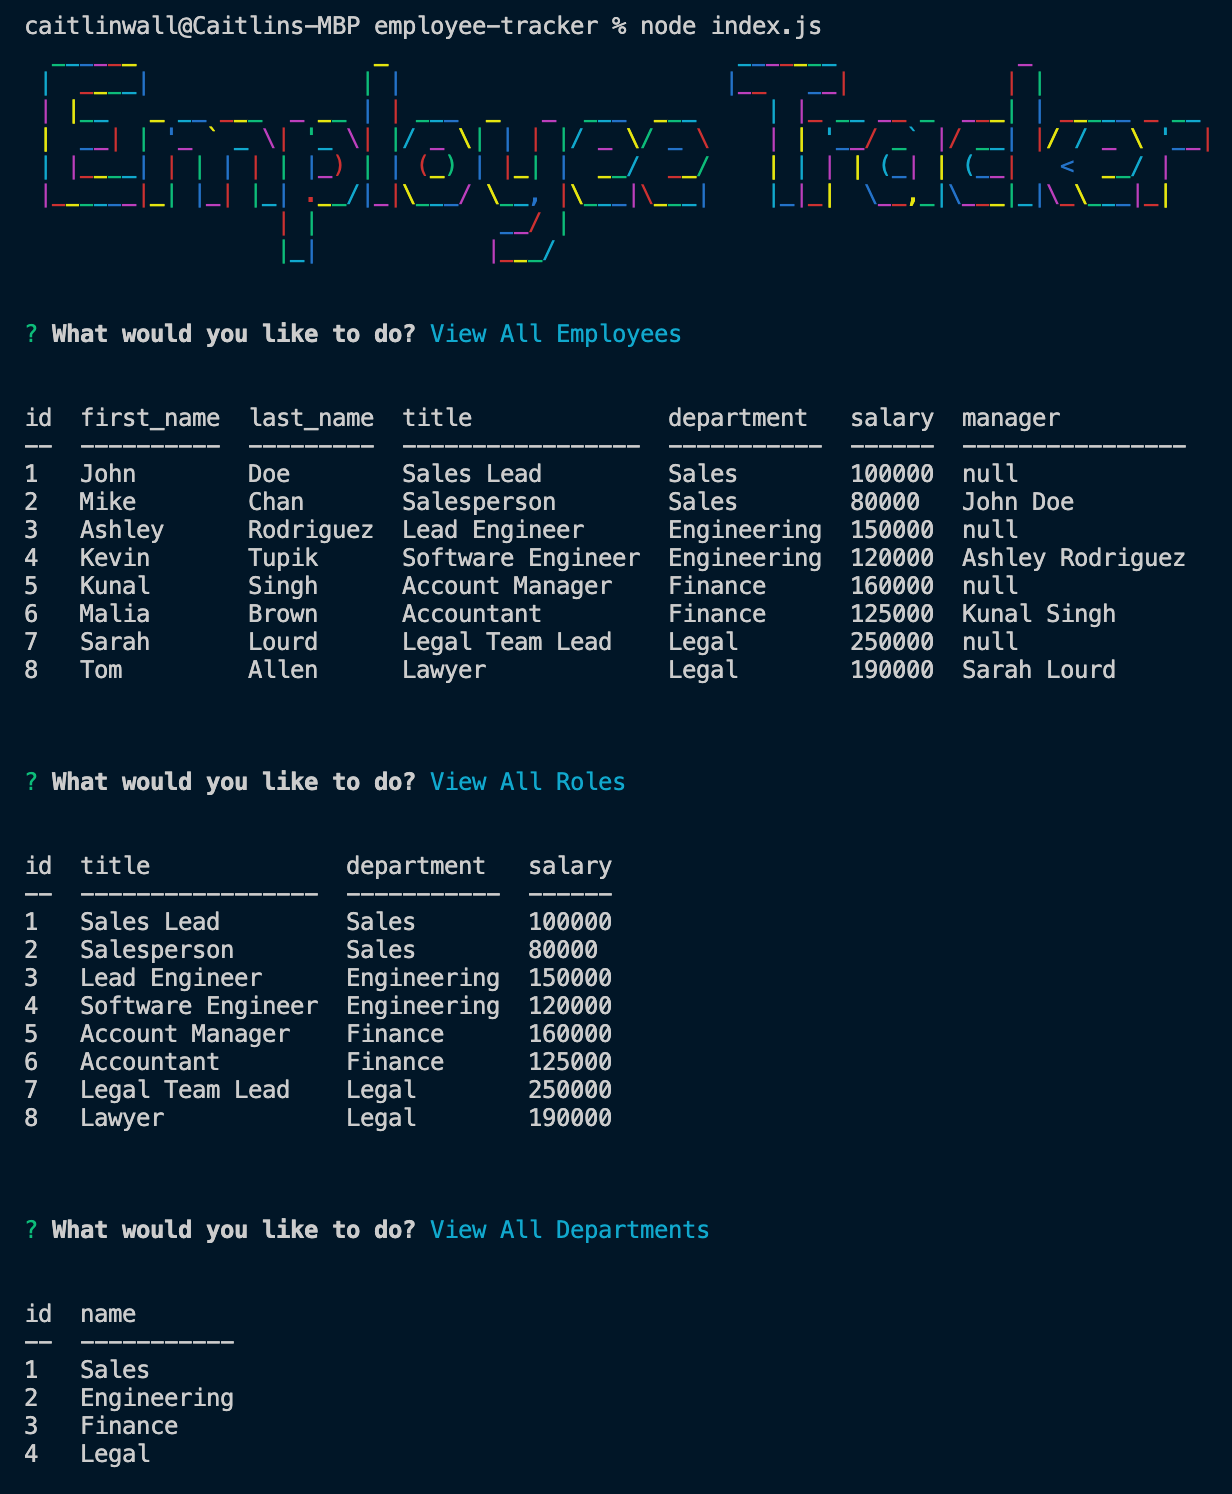 caitlinwall@Caitlins-MBP employee-tracker % node index.js
Employee Tracker
? What would you like to do? View All Employees
id  first_name  last_name  title              department   salary  manager
--  ----------  ---------  -----------------  -----------  ------  ----------------
1   John        Doe        Sales Lead         Sales        100000  null
2   Mike        Chan       Salesperson        Sales        80000   John Doe
3   Ashley      Rodriguez  Lead Engineer      Engineering  150000  null
4   Kevin       Tupik      Software Engineer  Engineering  120000  Ashley Rodriguez
5   Kunal       Singh      Account Manager    Finance      160000  null
6   Malia       Brown      Accountant         Finance      125000  Kunal Singh
7   Sarah       Lourd      Legal Team Lead    Legal        250000  null
8   Tom         Allen      Lawyer             Legal        190000  Sarah Lourd
? What would you like to do? View All Roles
id  title              department   salary
--  -----------------  -----------  ------
1   Sales Lead         Sales        100000
2   Salesperson        Sales        80000
3   Lead Engineer      Engineering  150000
4   Software Engineer  Engineering  120000
5   Account Manager    Finance      160000
6   Accountant         Finance      125000
7   Legal Team Lead    Legal        250000
8   Lawyer             Legal        190000
? What would you like to do? View All Departments
id  name
--  -----------
1   Sales
2   Engineering
3   Finance
4   Legal